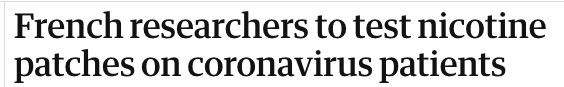 French researchers to test nicotine
patches on coronavirus patients